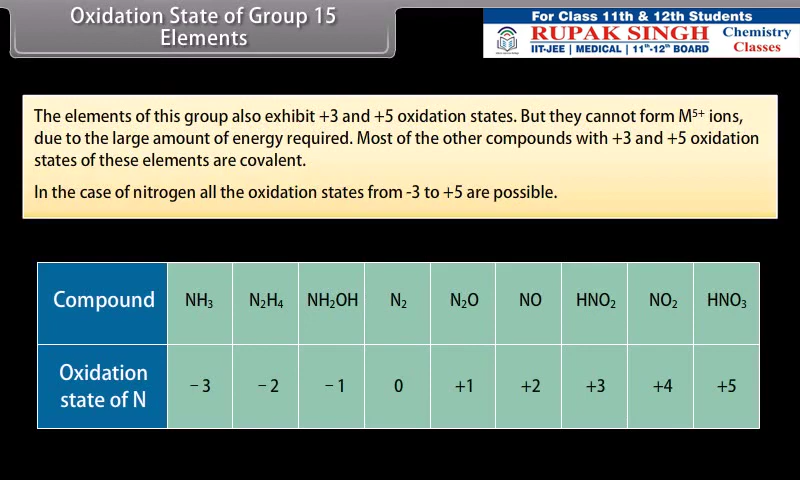 Oxidation State of Group 15
Elements
For Class 11th & 12th Students
RUPAK SINGH
IIT-JEE | MEDICAL | 11th-12th BOARD
Chemistry
Classes
The elements of this group also exhibit +3 and +5 oxidation states. But they cannot form M⁵⁺ ions,
due to the large amount of energy required. Most of the other compounds with +3 and +5 oxidation
states of these elements are covalent.
In the case of nitrogen all the oxidation states from -3 to +5 are possible.
Compound NH₃ N₂H₄ NH₂OH N₂ N₂O NO HNO₂ NO₂ HNO₃
Oxidation
state of N – 3 – 2 – 1 0 +1 +2 +3 +4 +5